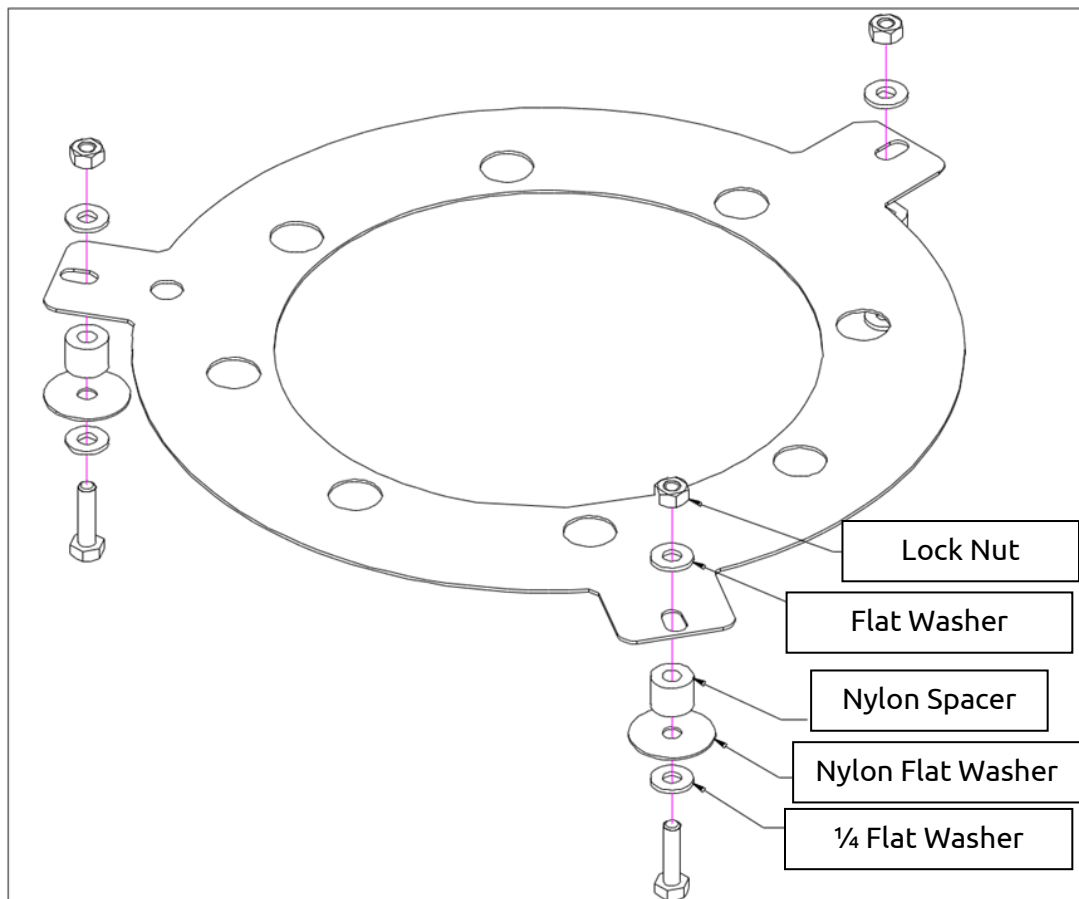 Lock Nut
Flat Washer
Nylon Spacer
Nylon Flat Washer
¼ Flat Washer